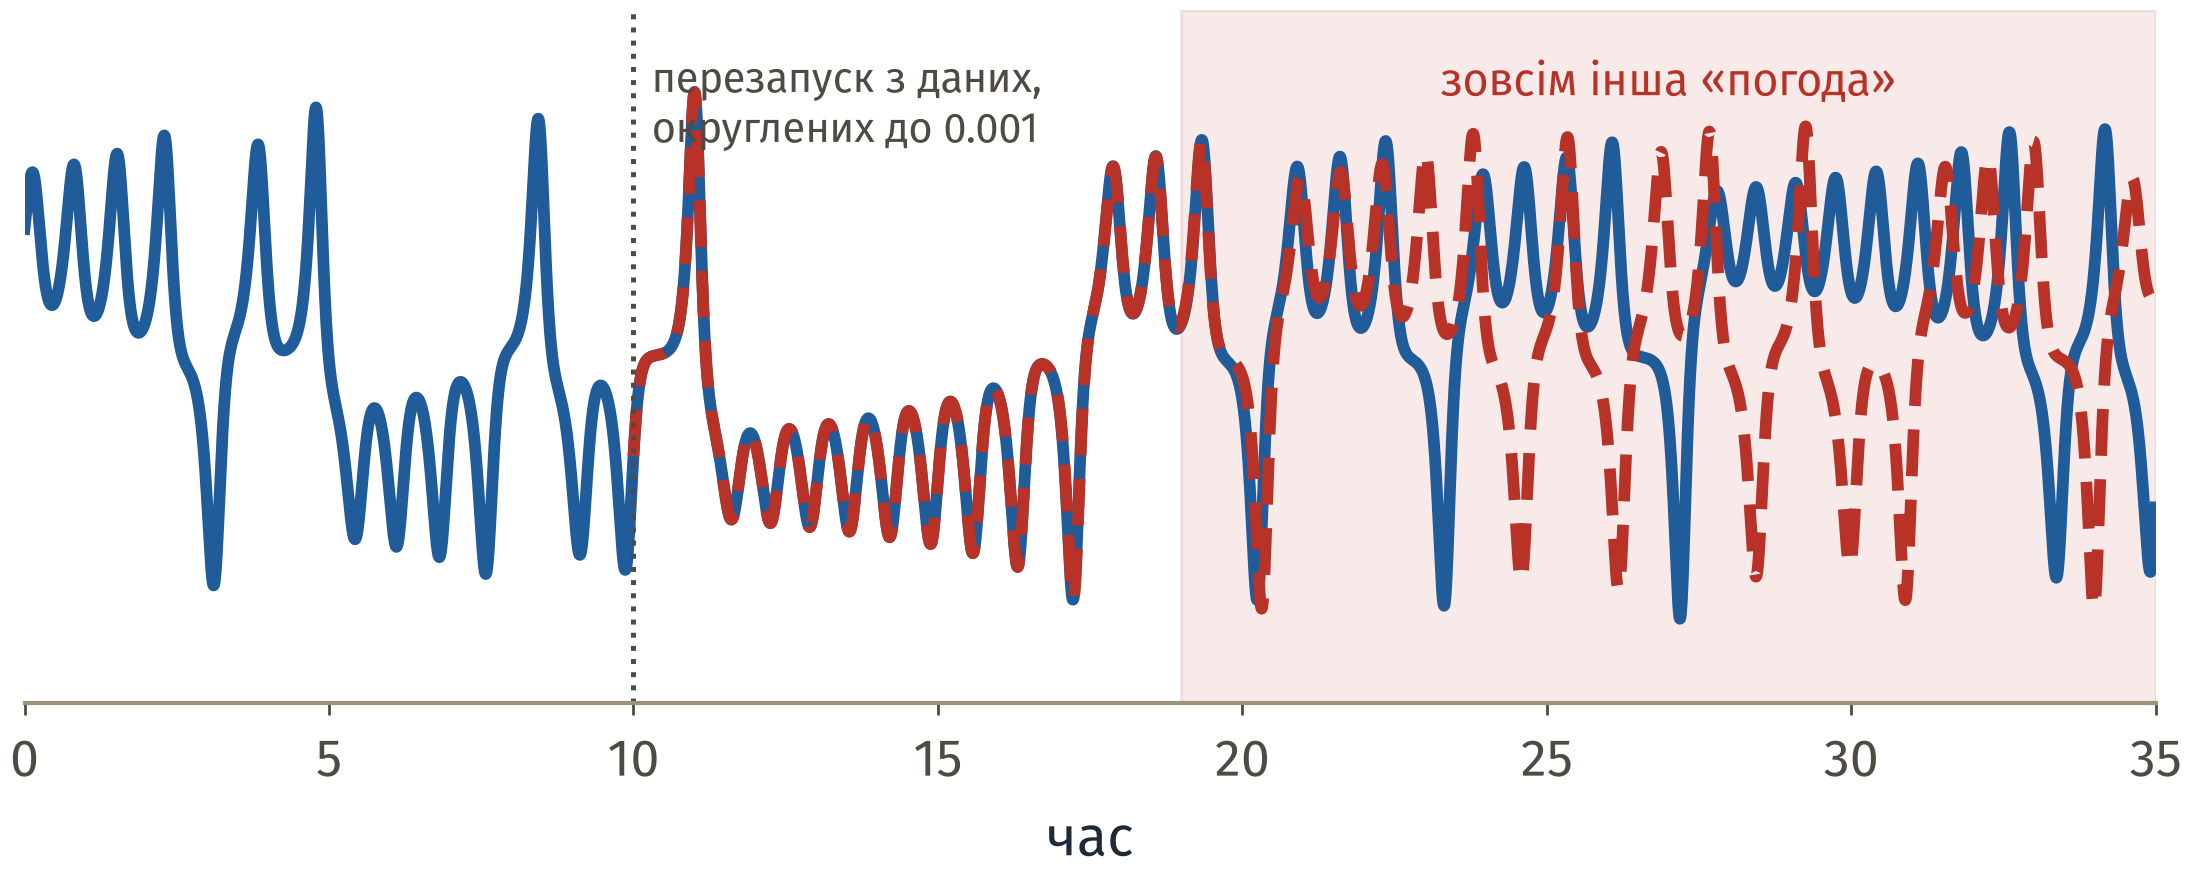 перезапуск з даних,
округлених до 0.001
зовсім інша «погода»
0 5 10 15 20 25 30 35
час